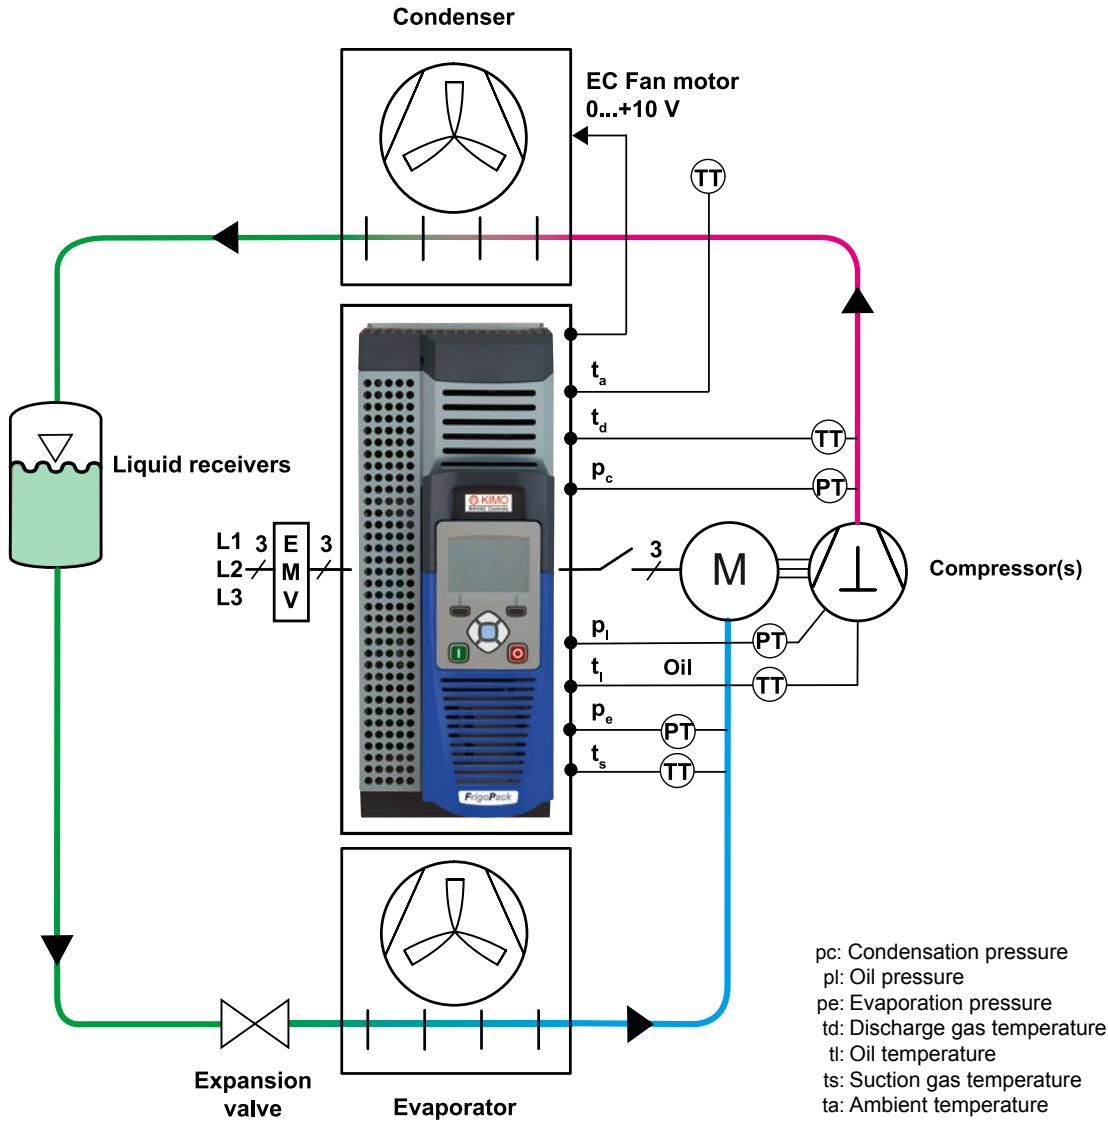 Condenser
EC Fan motor
0...+10 V
TT
ta
td
TT
pc
PT
Liquid receivers
KIMO
RHVAC Controls
L1
L2
L3
3
E
M
V
3
3
M
Compressor(s)
pl
PT
tl
Oil
TT
pe
PT
ts
TT
FrigoPack
Expansion
valve
Evaporator
pc: Condensation pressure
pl: Oil pressure
pe: Evaporation pressure
td: Discharge gas temperature
tl: Oil temperature
ts: Suction gas temperature
ta: Ambient temperature